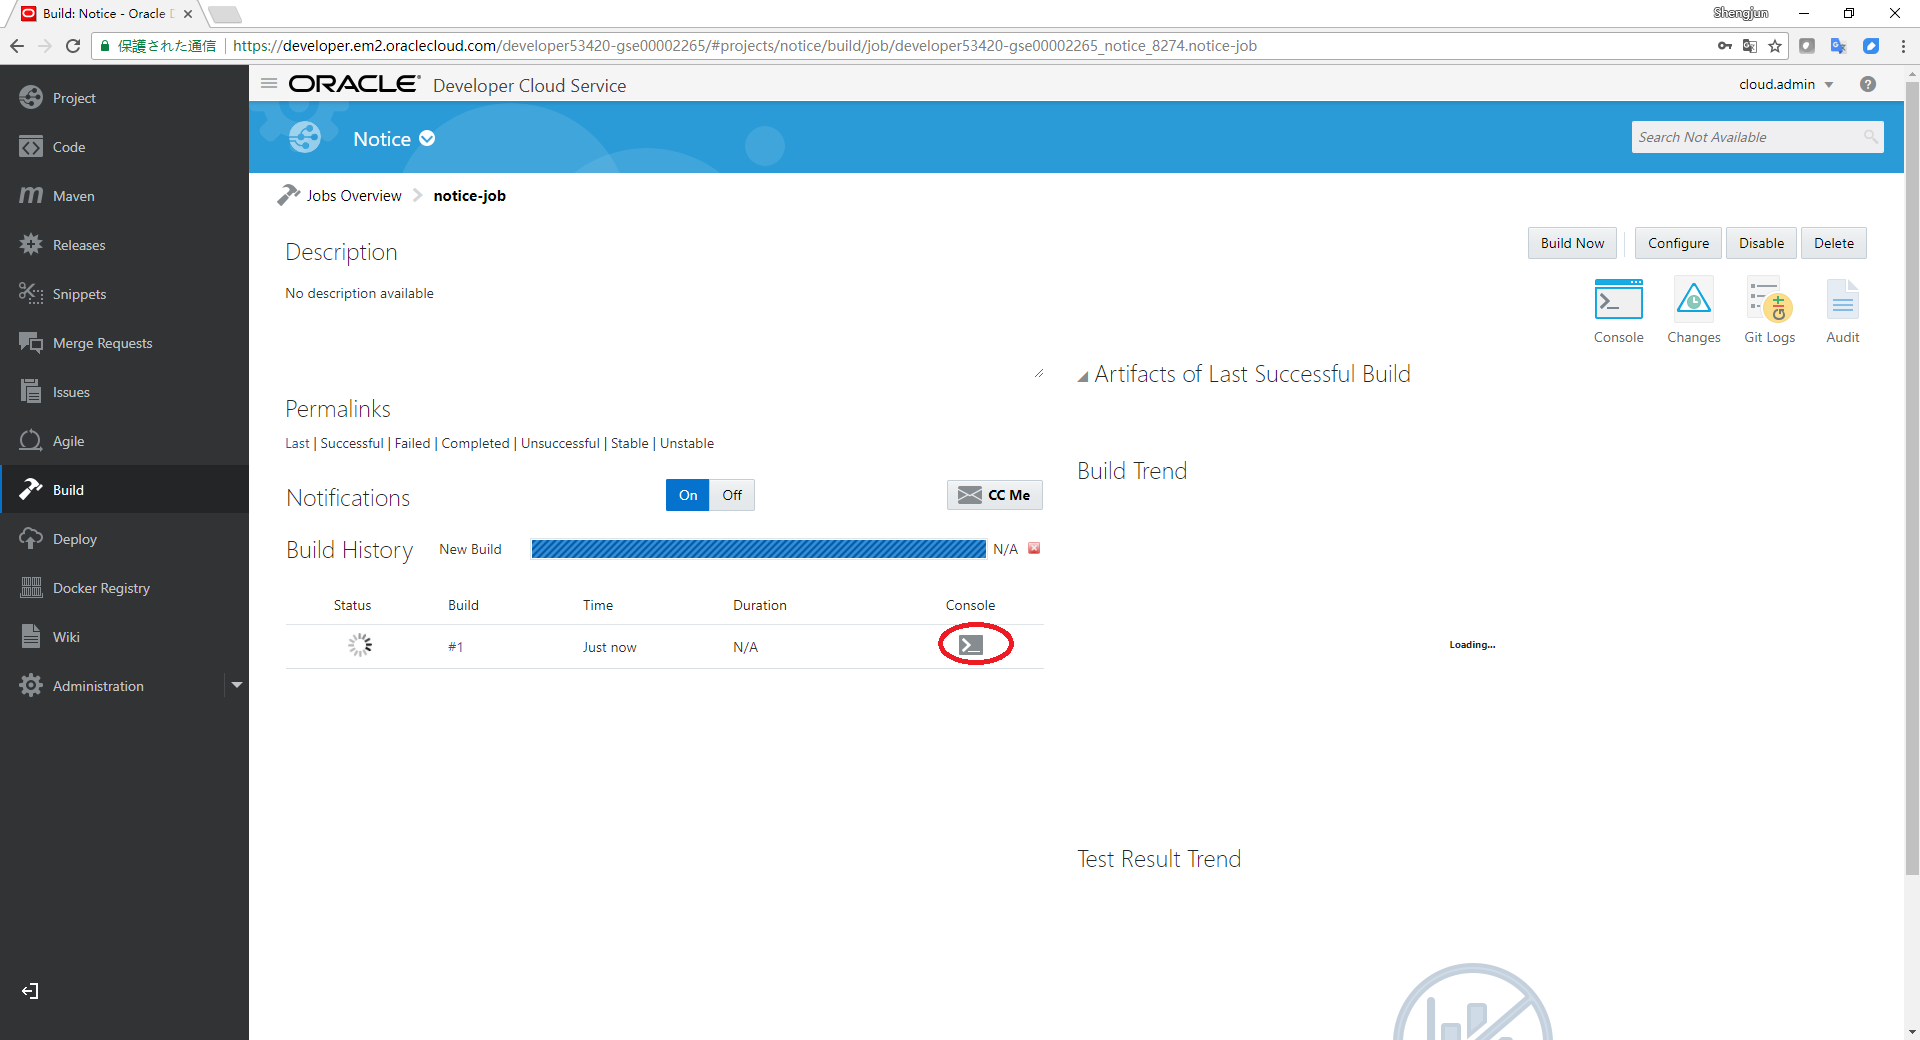 Build: Notice - Oracle
Shengjun
保護された通信 https://developer.em2.oraclecloud.com/developer53420-gse00002265/#projects/notice/build/job/developer53420-gse00002265_notice_8274.notice-job
Project
Code
Maven
Releases
Snippets
Merge Requests
Issues
Agile
Build
Deploy
Docker Registry
Wiki
Administration
ORACLE Developer Cloud Service
cloud.admin
Notice
Search Not Available
Jobs Overview notice-job
Description
No description available
Build Now Configure Disable Delete
Console Changes Git Logs Audit
Artifacts of Last Successful Build
Permalinks
Last | Successful | Failed | Completed | Unsuccessful | Stable | Unstable
Build Trend
Notifications On Off CC Me
Build History New Build N/A
Status Build Time Duration Console
#1 Just now N/A
Loading...
Test Result Trend